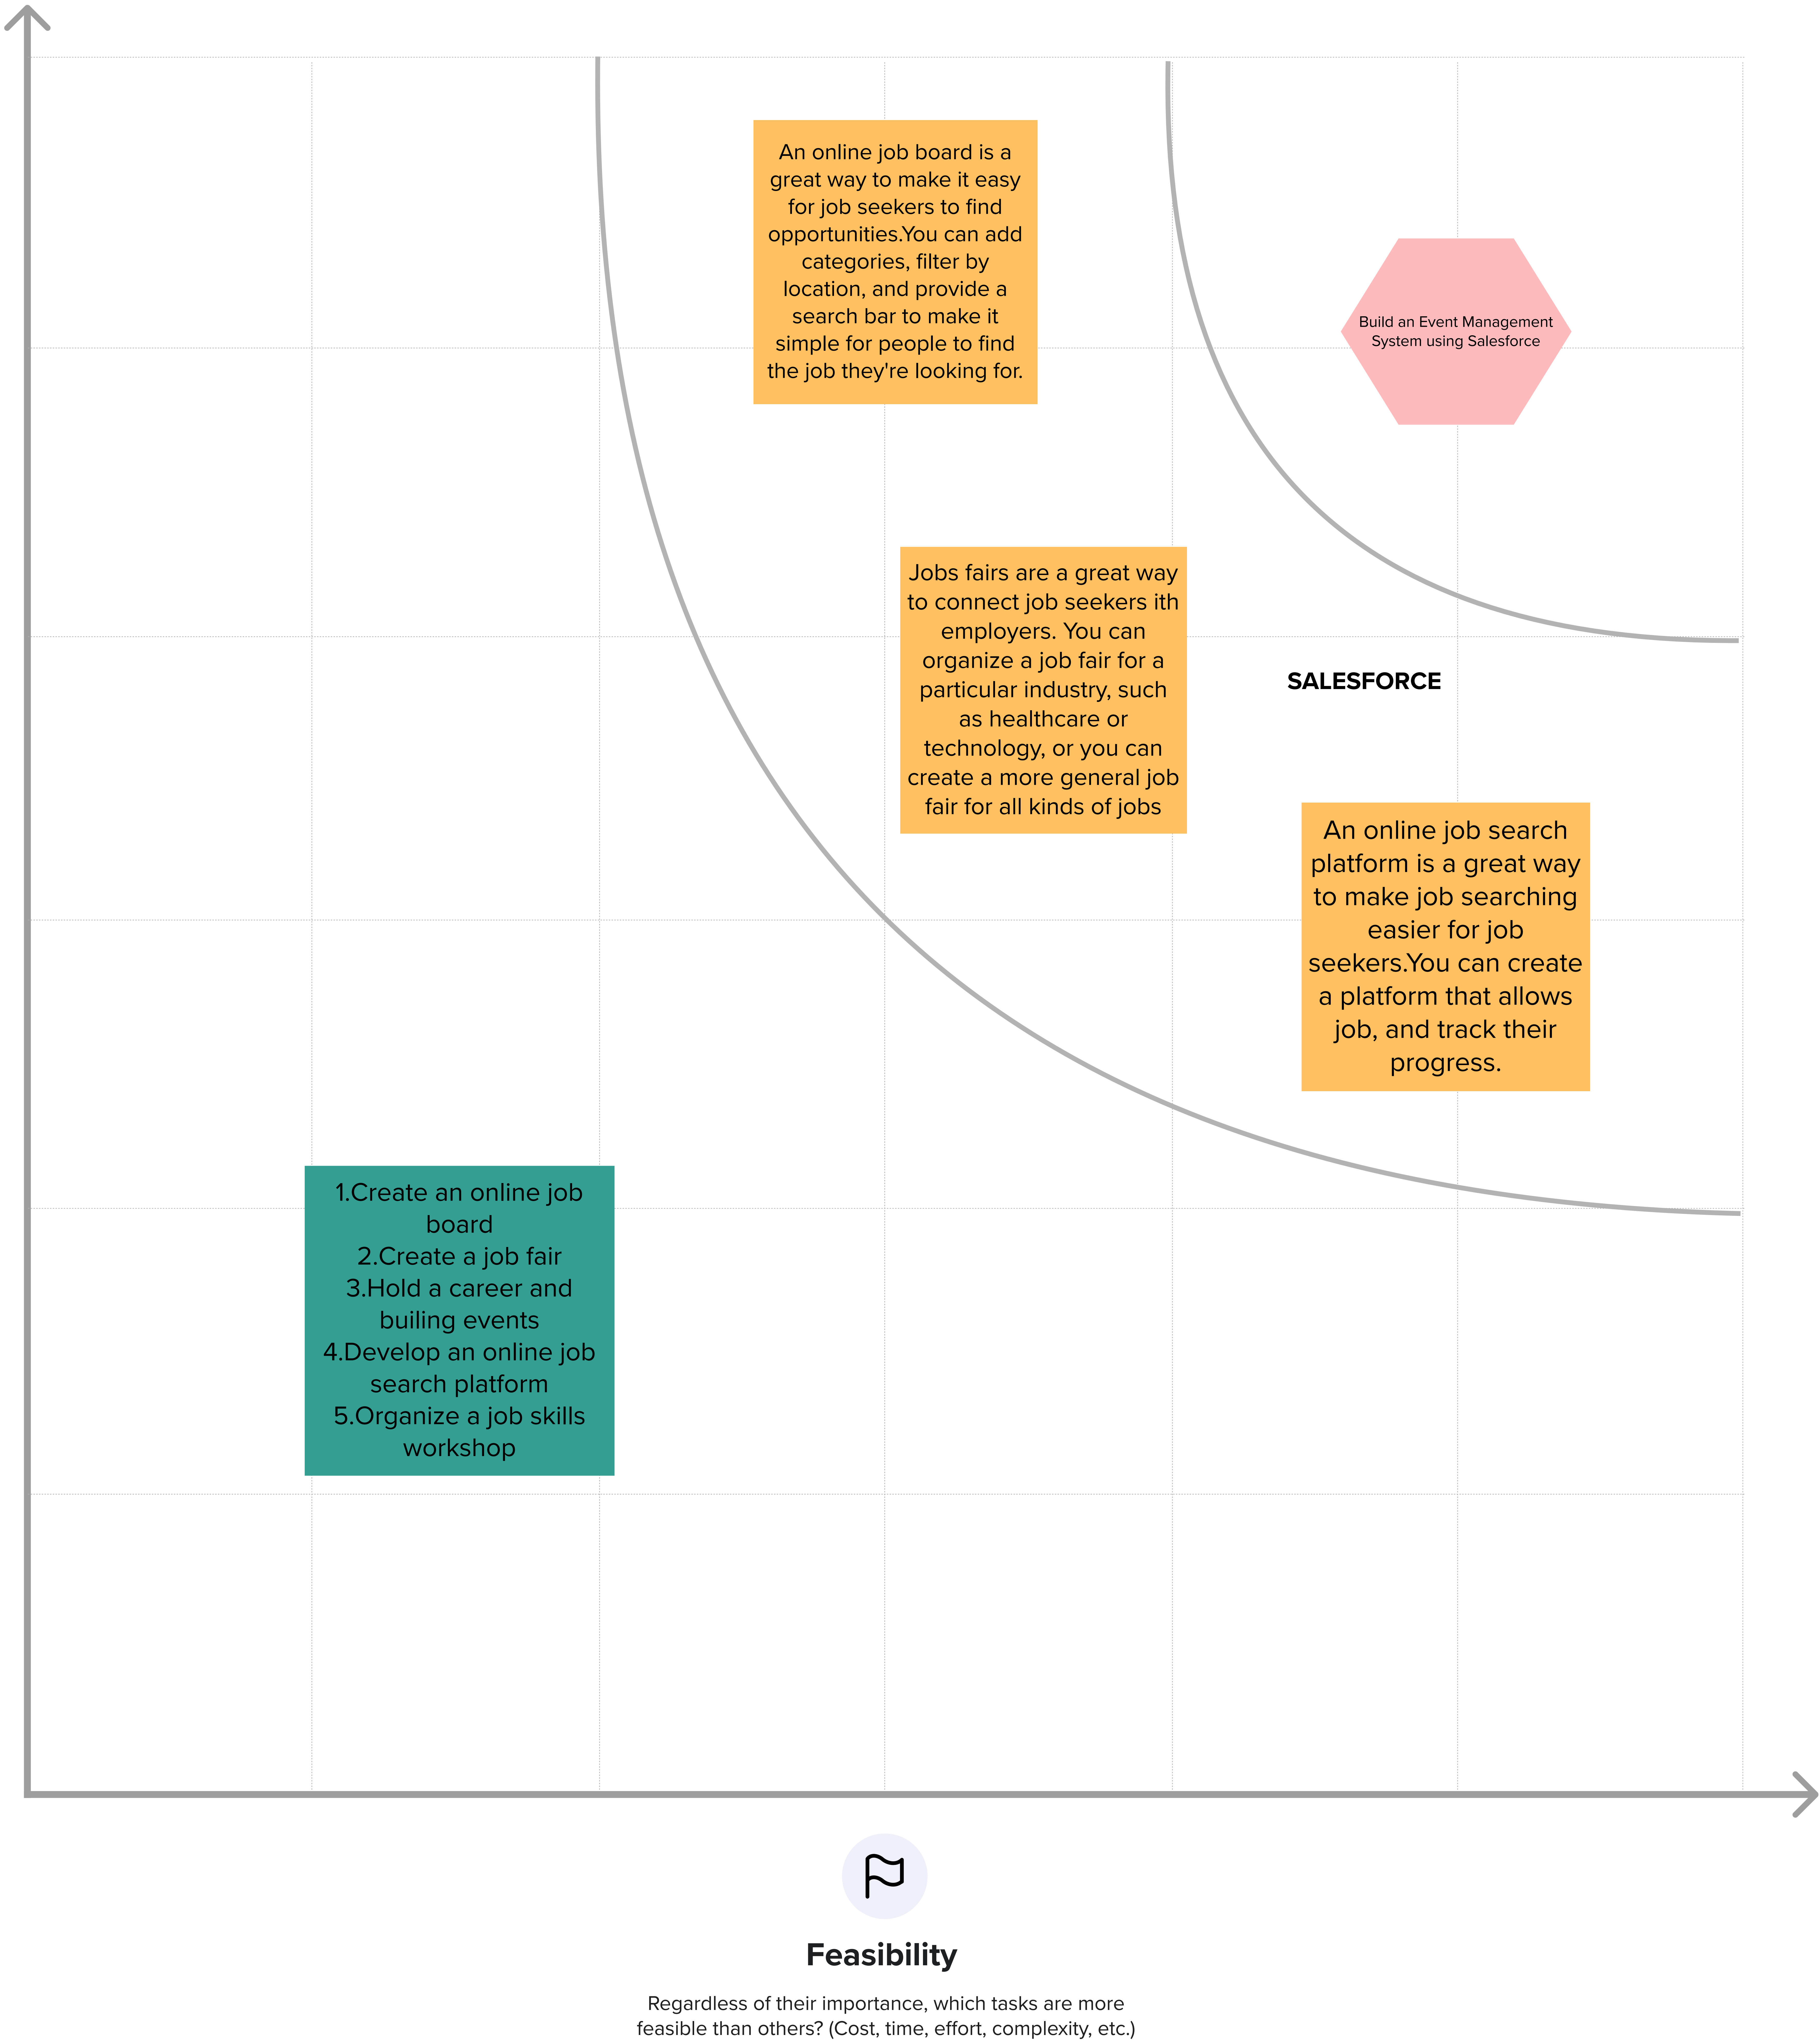 An online job board is a
great way to make it easy
for job seekers to find
opportunities.You can add
categories, filter by
location, and provide a
search bar to make it
simple for people to find
the job they're looking for.
Build an Event Management
System using Salesforce
Jobs fairs are a great way
to connect job seekers ith
employers. You can
organize a job fair for a
particular industry, such
as healthcare or
technology, or you can
create a more general job
fair for all kinds of jobs
SALESFORCE
An online job search
platform is a great way
to make job searching
easier for job
seekers.You can create
a platform that allows
job, and track their
progress.
1.Create an online job
board
2.Create a job fair
3.Hold a career and
builing events
4.Develop an online job
search platform
5.Organize a job skills
workshop
Feasibility
Regardless of their importance, which tasks are more
feasible than others? (Cost, time, effort, complexity, etc.)